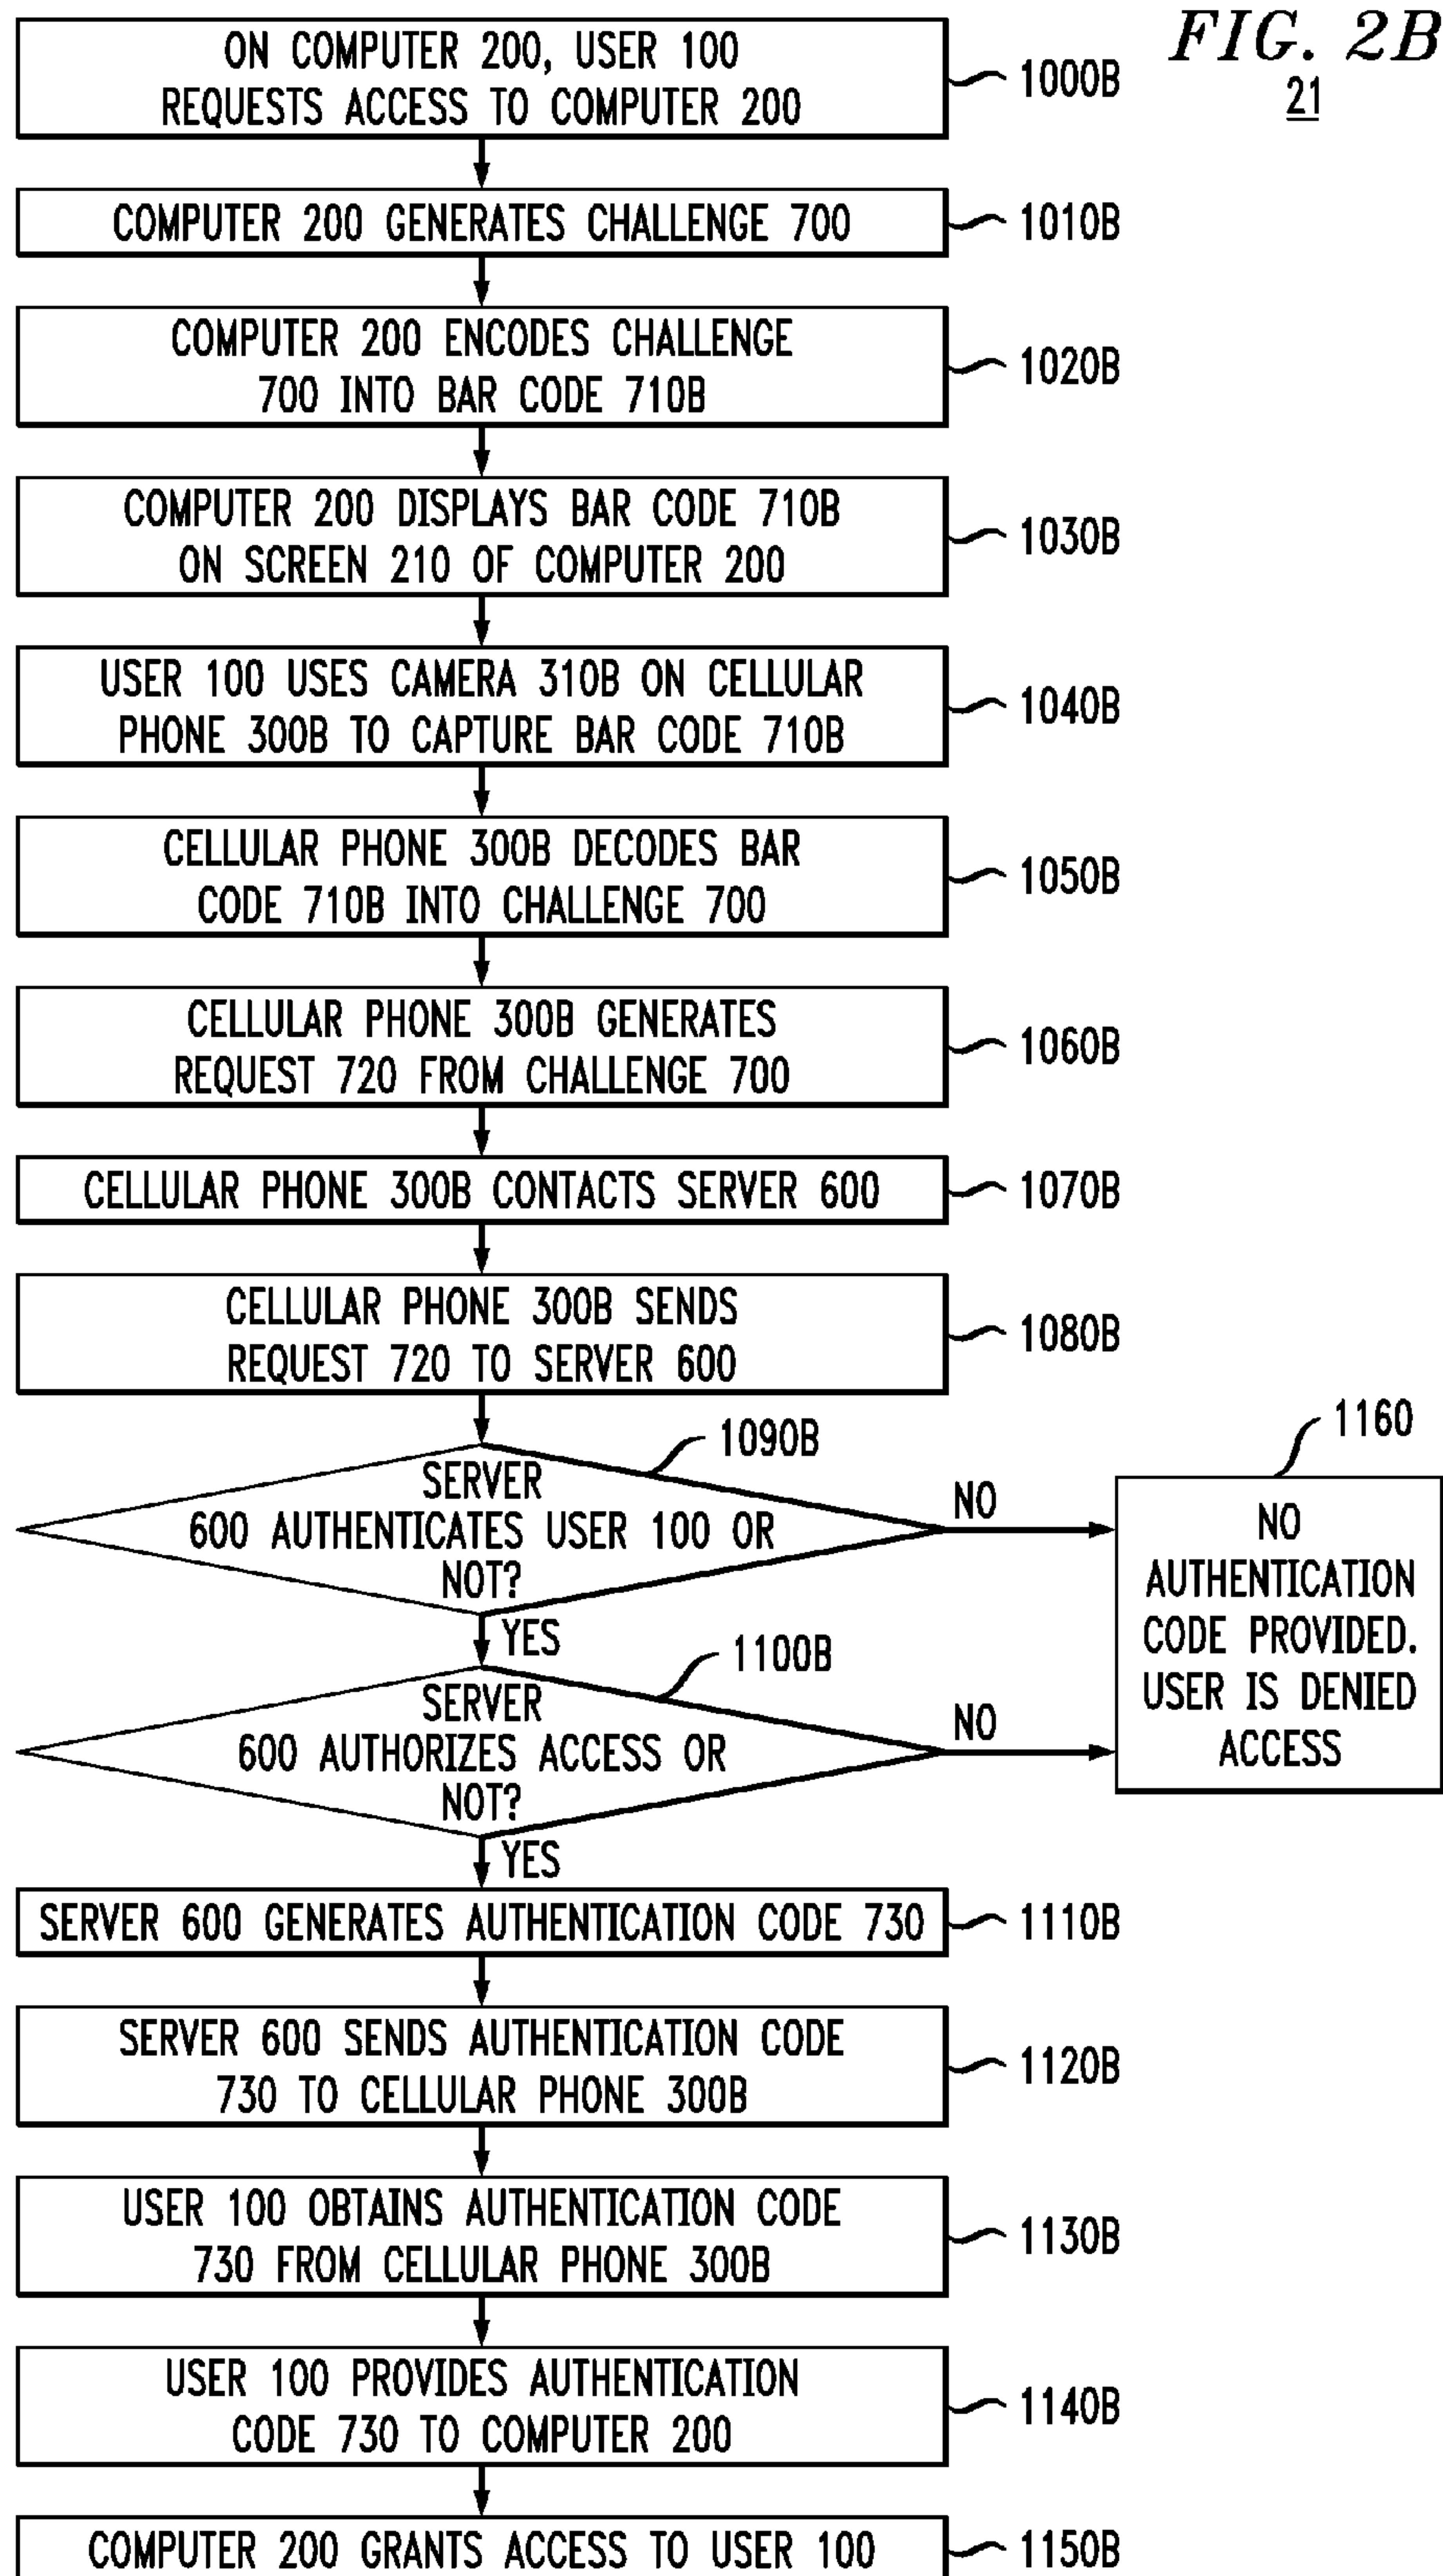 FIG. 2B
21
ON COMPUTER 200, USER 100
REQUESTS ACCESS TO COMPUTER 200
1000B
COMPUTER 200 GENERATES CHALLENGE 700
1010B
COMPUTER 200 ENCODES CHALLENGE
700 INTO BAR CODE 710B
1020B
COMPUTER 200 DISPLAYS BAR CODE 710B
ON SCREEN 210 OF COMPUTER 200
1030B
USER 100 USES CAMERA 310B ON CELLULAR
PHONE 300B TO CAPTURE BAR CODE 710B
1040B
CELLULAR PHONE 300B DECODES BAR
CODE 710B INTO CHALLENGE 700
1050B
CELLULAR PHONE 300B GENERATES
REQUEST 720 FROM CHALLENGE 700
1060B
CELLULAR PHONE 300B CONTACTS SERVER 600
1070B
CELLULAR PHONE 300B SENDS
REQUEST 720 TO SERVER 600
1080B
1090B
SERVER
600 AUTHENTICATES USER 100 OR
NOT?
NO
YES
1160
NO
AUTHENTICATION
CODE PROVIDED.
USER IS DENIED
ACCESS
1100B
SERVER
600 AUTHORIZES ACCESS OR
NOT?
NO
YES
SERVER 600 GENERATES AUTHENTICATION CODE 730
1110B
SERVER 600 SENDS AUTHENTICATION CODE
730 TO CELLULAR PHONE 300B
1120B
USER 100 OBTAINS AUTHENTICATION CODE
730 FROM CELLULAR PHONE 300B
1130B
USER 100 PROVIDES AUTHENTICATION
CODE 730 TO COMPUTER 200
1140B
COMPUTER 200 GRANTS ACCESS TO USER 100
1150B